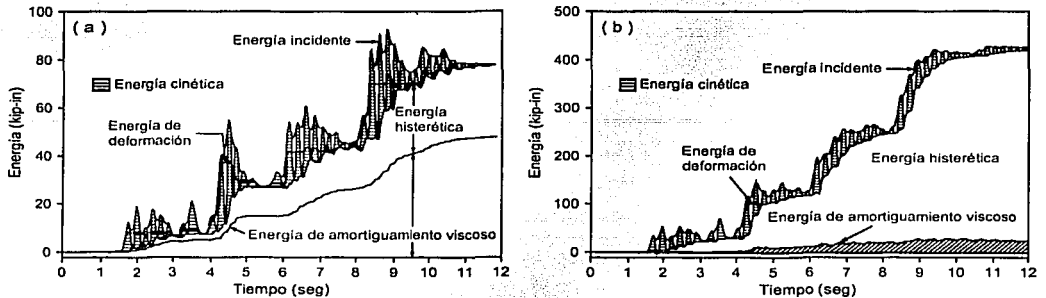 ( a )
Energía (kip-in)
100
80
60
40
20
0
Energía incidente
Energía cinética
Energía de
deformación
Energía
histerética
Energía de amortiguamiento viscoso
0 1 2 3 4 5 6 7 8 9 10 11 12
Tiempo (seg)
( b )
Energía (kip-in)
500
400
300
200
100
0
Energía incidente
Energía cinética
Energía de
deformación
Energía histerética
Energía de amortiguamiento viscoso
0 1 2 3 4 5 6 7 8 9 10 11 12
Tiempo (seg)